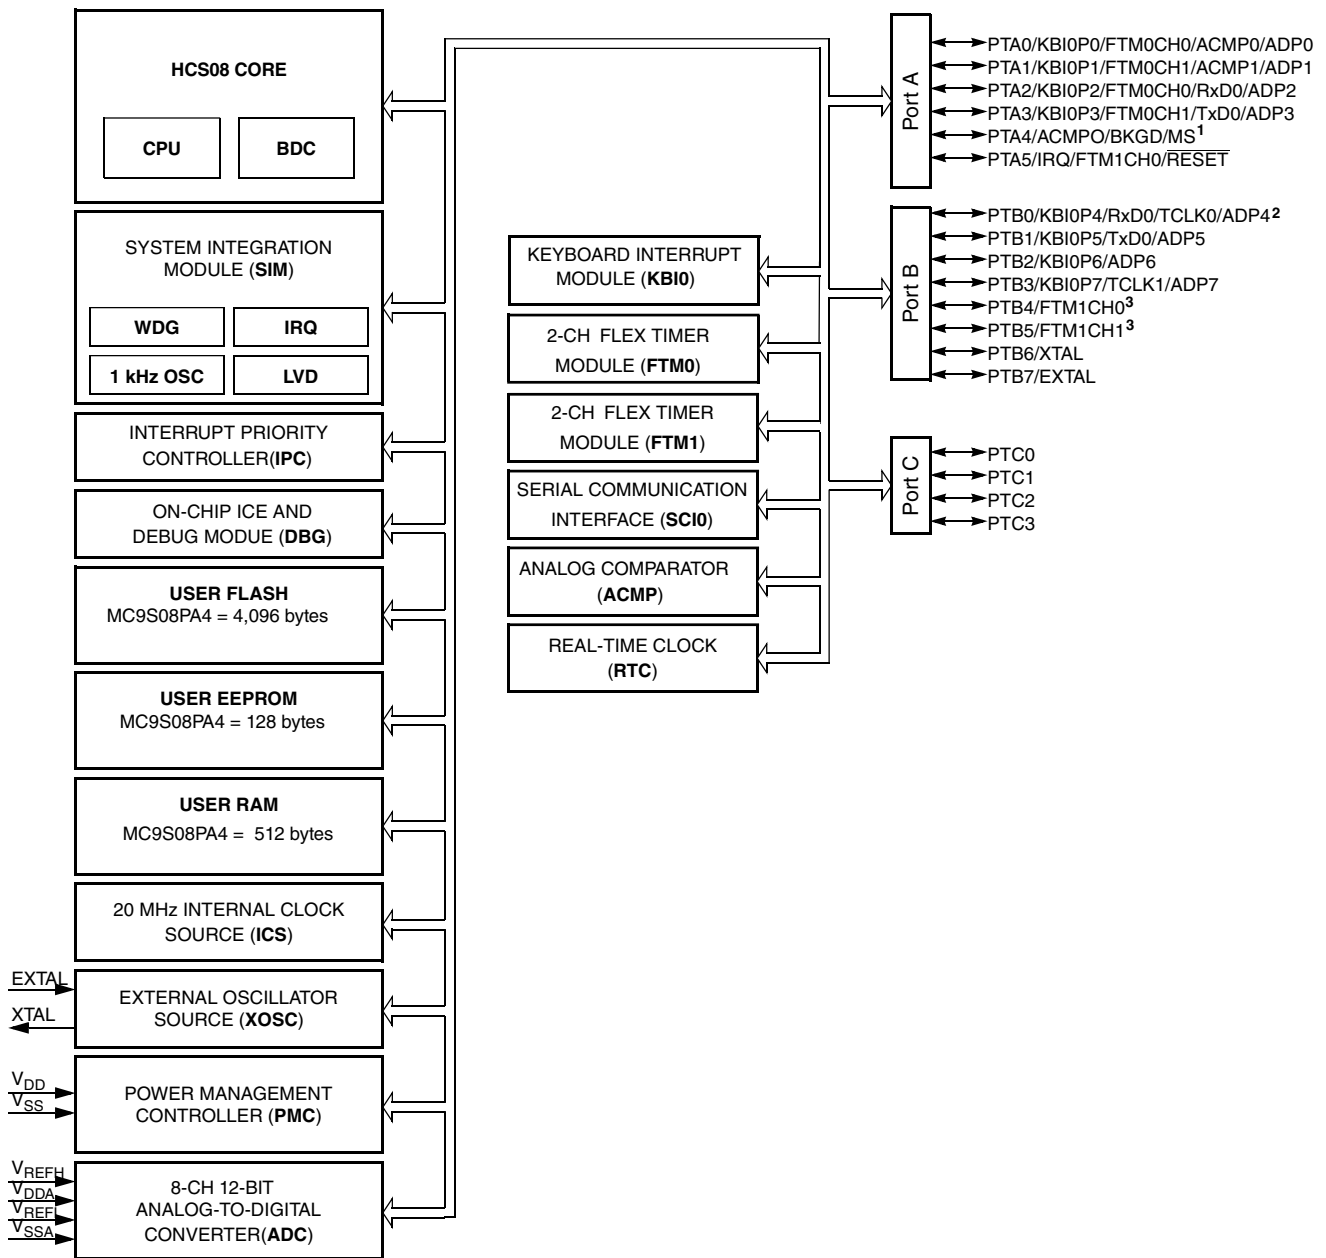 HCS08 CORE
CPU
BDC
SYSTEM INTEGRATION
MODULE (SIM)
WDG
IRQ
1 kHz OSC
LVD
INTERRUPT PRIORITY
CONTROLLER(IPC)
ON-CHIP ICE AND
DEBUG MODUE (DBG)
USER FLASH
MC9S08PA4 = 4,096 bytes
USER EEPROM
MC9S08PA4 = 128 bytes
USER RAM
MC9S08PA4 =  512 bytes
20 MHz INTERNAL CLOCK
SOURCE (ICS)
EXTAL
XTAL
EXTERNAL OSCILLATOR
SOURCE (XOSC)
VDD
VSS
POWER MANAGEMENT
CONTROLLER (PMC)
VREFH
VDDA
VREFL
VSSA
8-CH 12-BIT
ANALOG-TO-DIGITAL
CONVERTER(ADC)
KEYBOARD INTERRUPT
MODULE (KBI0)
2-CH FLEX TIMER
MODULE (FTM0)
2-CH FLEX TIMER
MODULE (FTM1)
SERIAL COMMUNICATION
INTERFACE (SCI0)
ANALOG COMPARATOR
(ACMP)
REAL-TIME CLOCK
(RTC)
Port A
PTA0/KBI0P0/FTM0CH0/ACMP0/ADP0
PTA1/KBI0P1/FTM0CH1/ACMP1/ADP1
PTA2/KBI0P2/FTM0CH0/RxD0/ADP2
PTA3/KBI0P3/FTM0CH1/TxD0/ADP3
PTA4/ACMPO/BKGD/MS1
PTA5/IRQ/FTM1CH0/RESET
Port B
PTB0/KBI0P4/RxD0/TCLK0/ADP42
PTB1/KBI0P5/TxD0/ADP5
PTB2/KBI0P6/ADP6
PTB3/KBI0P7/TCLK1/ADP7
PTB4/FTM1CH03
PTB5/FTM1CH13
PTB6/XTAL
PTB7/EXTAL
Port C
PTC0
PTC1
PTC2
PTC3